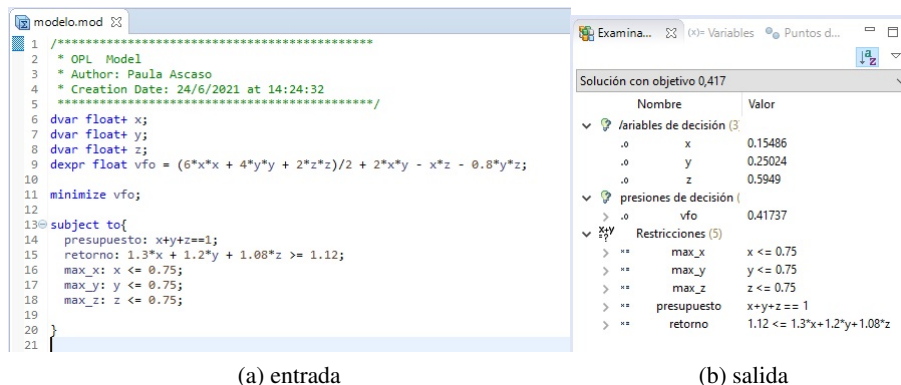 modelo.mod
1 /*********************************************
2 * OPL Model
3 * Author: Paula Ascaso
4 * Creation Date: 24/6/2021 at 14:24:32
5 *********************************************/
6 dvar float+ x;
7 dvar float+ y;
8 dvar float+ z;
9 dexpr float vfo = (6*x*x + 4*y*y + 2*z*z)/2 + 2*x*y - x*z - 0.8*y*z;
10
11 minimize vfo;
12
13 subject to{
14 presupuesto: x+y+z==1;
15 retorno: 1.3*x + 1.2*y + 1.08*z >= 1.12;
16 max_x: x <= 0.75;
17 max_y: y <= 0.75;
18 max_z: z <= 0.75;
19
20 }
21
(a) entrada
Examina... (x)= Variables Puntos d...
Solución con objetivo 0,417
Nombre Valor
/ariables de decisión (3
x 0.15486
y 0.25024
z 0.5949
presiones de decisión (
vfo 0.41737
Restricciones (5)
max_x x <= 0.75
max_y y <= 0.75
max_z z <= 0.75
presupuesto x+y+z == 1
retorno 1.12 <= 1.3*x+1.2*y+1.08*z
(b) salida